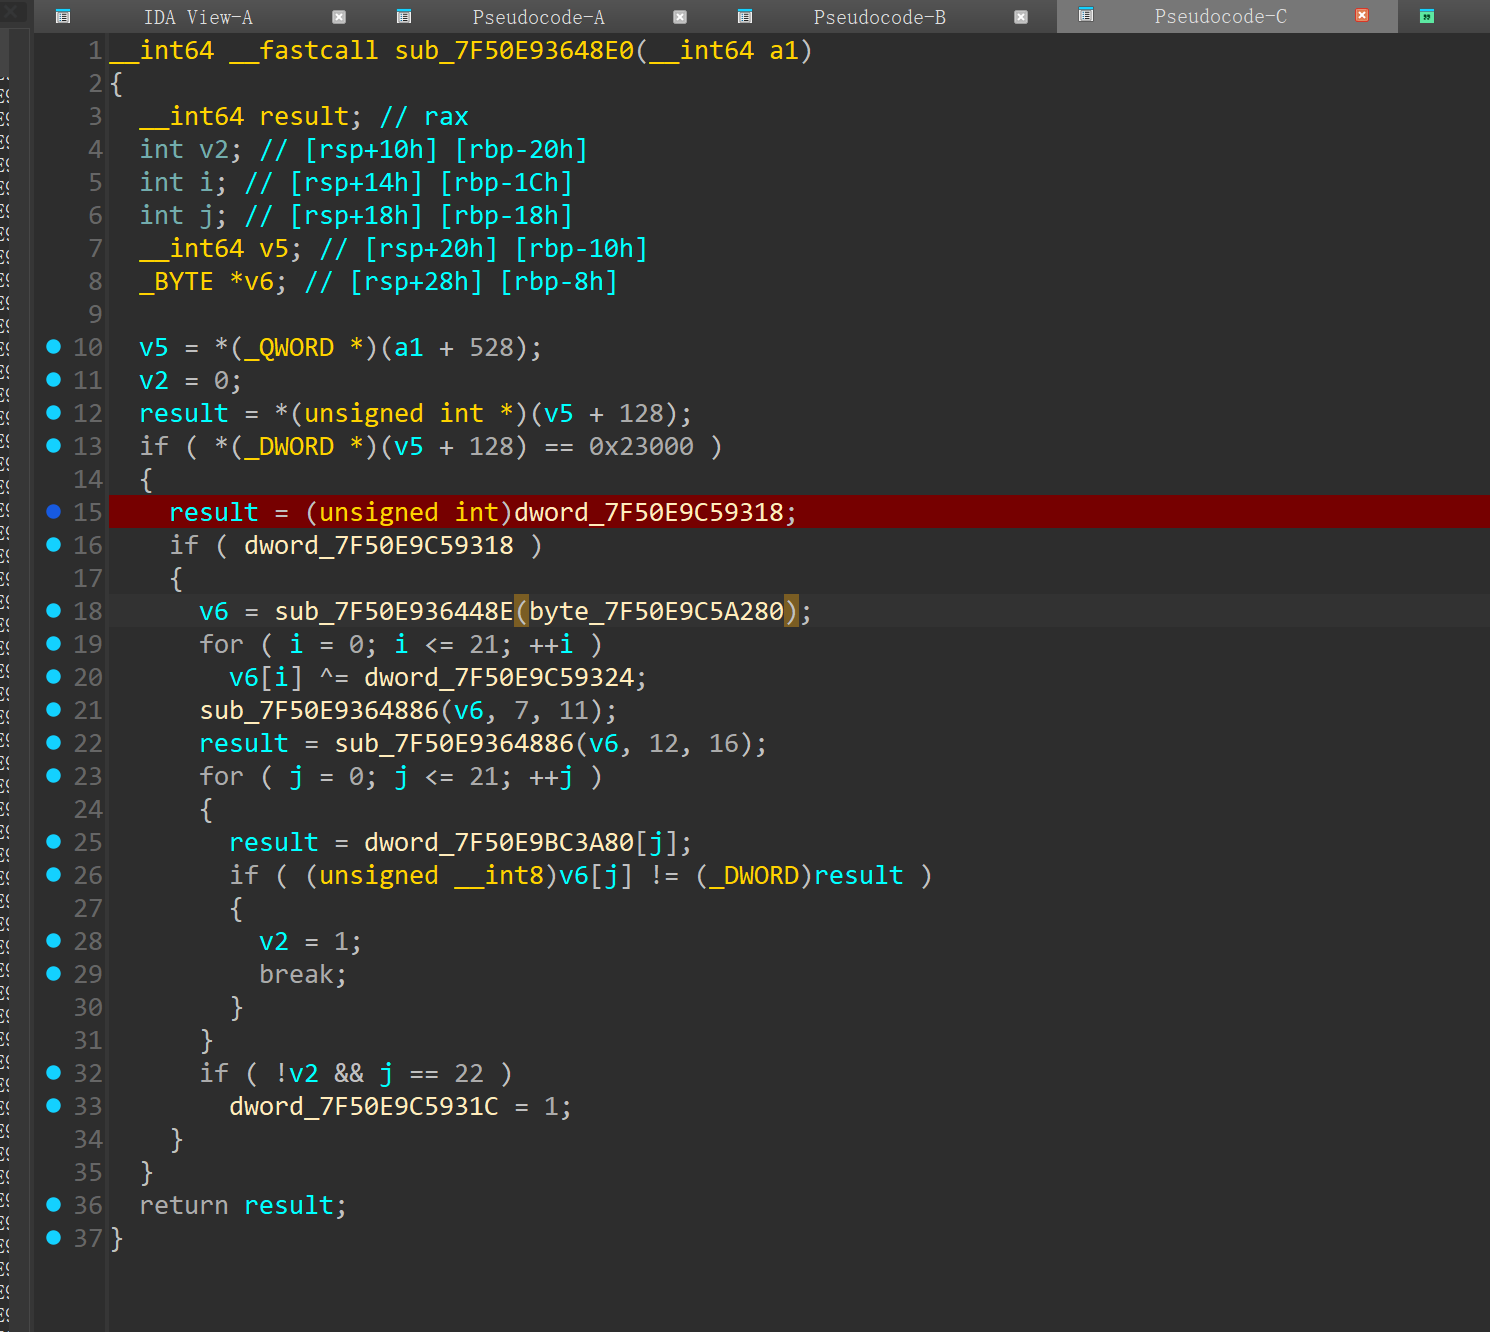 IDA View-A Pseudocode-A Pseudocode-B Pseudocode-C
1 __int64 __fastcall sub_7F50E93648E0(__int64 a1)
2 {
3   __int64 result; // rax
4   int v2; // [rsp+10h] [rbp-20h]
5   int i; // [rsp+14h] [rbp-1Ch]
6   int j; // [rsp+18h] [rbp-18h]
7   __int64 v5; // [rsp+20h] [rbp-10h]
8   _BYTE *v6; // [rsp+28h] [rbp-8h]
9
10   v5 = *(_QWORD *)(a1 + 528);
11   v2 = 0;
12   result = *(unsigned int *)(v5 + 128);
13   if ( *(_DWORD *)(v5 + 128) == 0x23000 )
14   {
15     result = (unsigned int)dword_7F50E9C59318;
16     if ( dword_7F50E9C59318 )
17     {
18       v6 = sub_7F50E936448E(byte_7F50E9C5A280);
19       for ( i = 0; i <= 21; ++i )
20         v6[i] ^= dword_7F50E9C59324;
21       sub_7F50E9364886(v6, 7, 11);
22       result = sub_7F50E9364886(v6, 12, 16);
23       for ( j = 0; j <= 21; ++j )
24       {
25         result = dword_7F50E9BC3A80[j];
26         if ( (unsigned __int8)v6[j] != (_DWORD)result )
27         {
28           v2 = 1;
29           break;
30         }
31       }
32       if ( !v2 && j == 22 )
33         dword_7F50E9C5931C = 1;
34     }
35   }
36   return result;
37 }